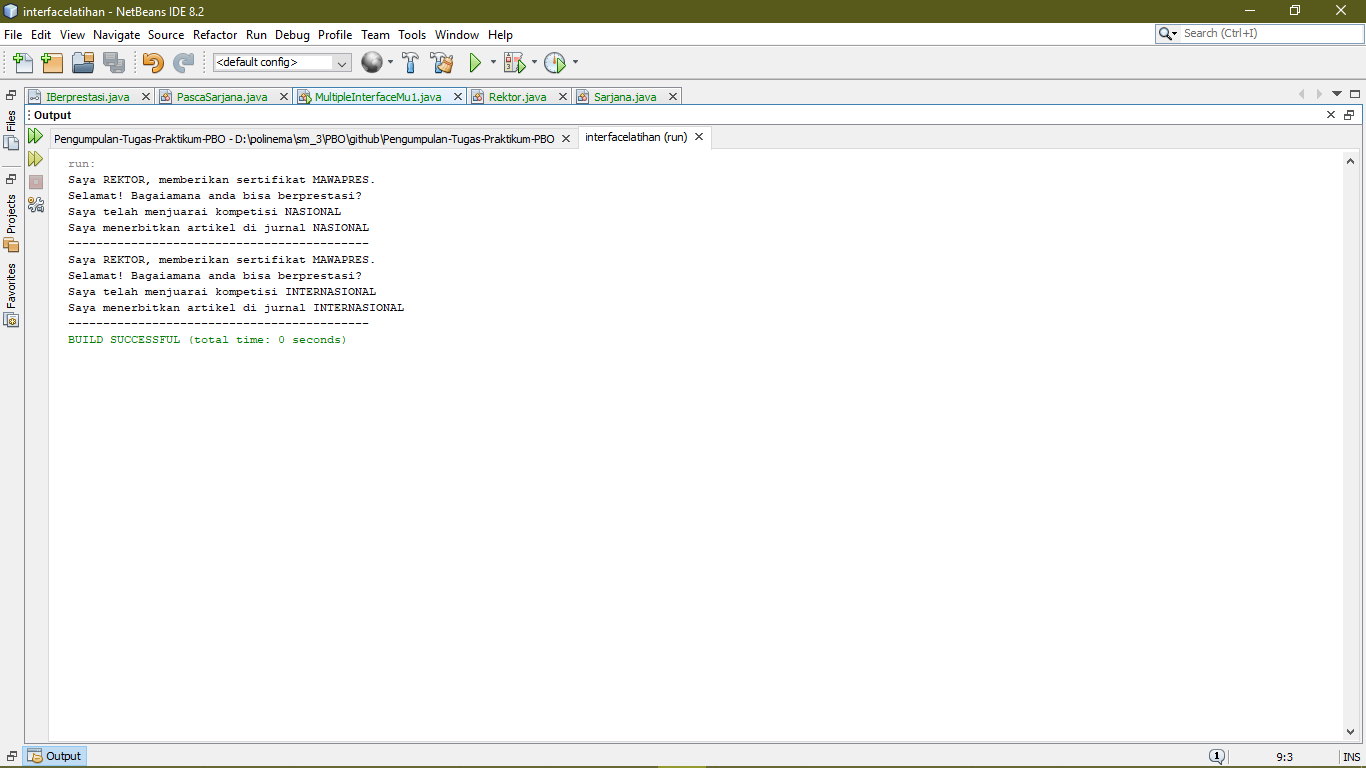 interfacelatihan - NetBeans IDE 8.2
File Edit View Navigate Source Refactor Run Debug Profile Team Tools Window Help
Search (Ctrl+I)
<default config>
IBerprestasi.java PascaSarjana.java MultipleInterfaceMu1.java Rektor.java Sarjana.java
Output
Files
Projects
Favorites
Pengumpulan-Tugas-Praktikum-PBO - D:\polinema\sm_3\PBO\github\Pengumpulan-Tugas-Praktikum-PBO interfacelatihan (run)
run:
Saya REKTOR, memberikan sertifikat MAWAPRES.
Selamat! Bagaiamana anda bisa berprestasi?
Saya telah menjuarai kompetisi NASIONAL
Saya menerbitkan artikel di jurnal NASIONAL
-------------------------------------------
Saya REKTOR, memberikan sertifikat MAWAPRES.
Selamat! Bagaiamana anda bisa berprestasi?
Saya telah menjuarai kompetisi INTERNASIONAL
Saya menerbitkan artikel di jurnal INTERNASIONAL
-------------------------------------------
BUILD SUCCESSFUL (total time: 0 seconds)
Output
1
9:3
INS